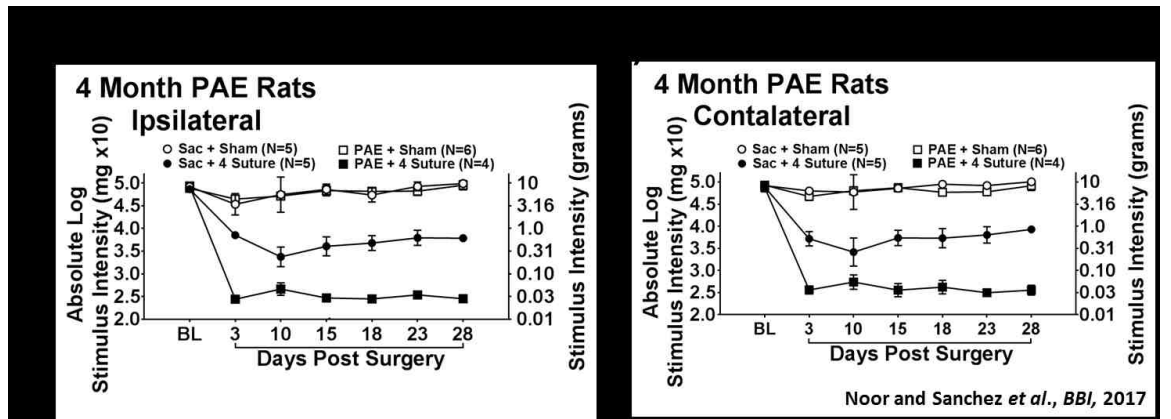 4 Month PAE Rats
Ipsilateral
○ Sac + Sham (N=5) □ PAE + Sham (N=6)
● Sac + 4 Suture (N=5) ■ PAE + 4 Suture (N=4)
Absolute Log
Stimulus Intensity (mg x10)
5.0
4.5
4.0
3.5
3.0
2.5
2.0
10
3.16
1.0
0.31
0.10
0.03
0.01
Stimulus Intensity (grams)
BL 3 10 15 18 23 28
Days Post Surgery
4 Month PAE Rats
Contalateral
○ Sac + Sham (N=5) □ PAE + Sham (N=6)
● Sac + 4 Suture (N=5) ■ PAE + 4 Suture (N=4)
Absolute Log
Stimulus Intensity (mg x10)
5.0
4.5
4.0
3.5
3.0
2.5
2.0
10
3.16
1.0
0.31
0.10
0.03
0.01
Stimulus Intensity (grams)
BL 3 10 15 18 23 28
Days Post Surgery
Noor and Sanchez et al., BBI, 2017